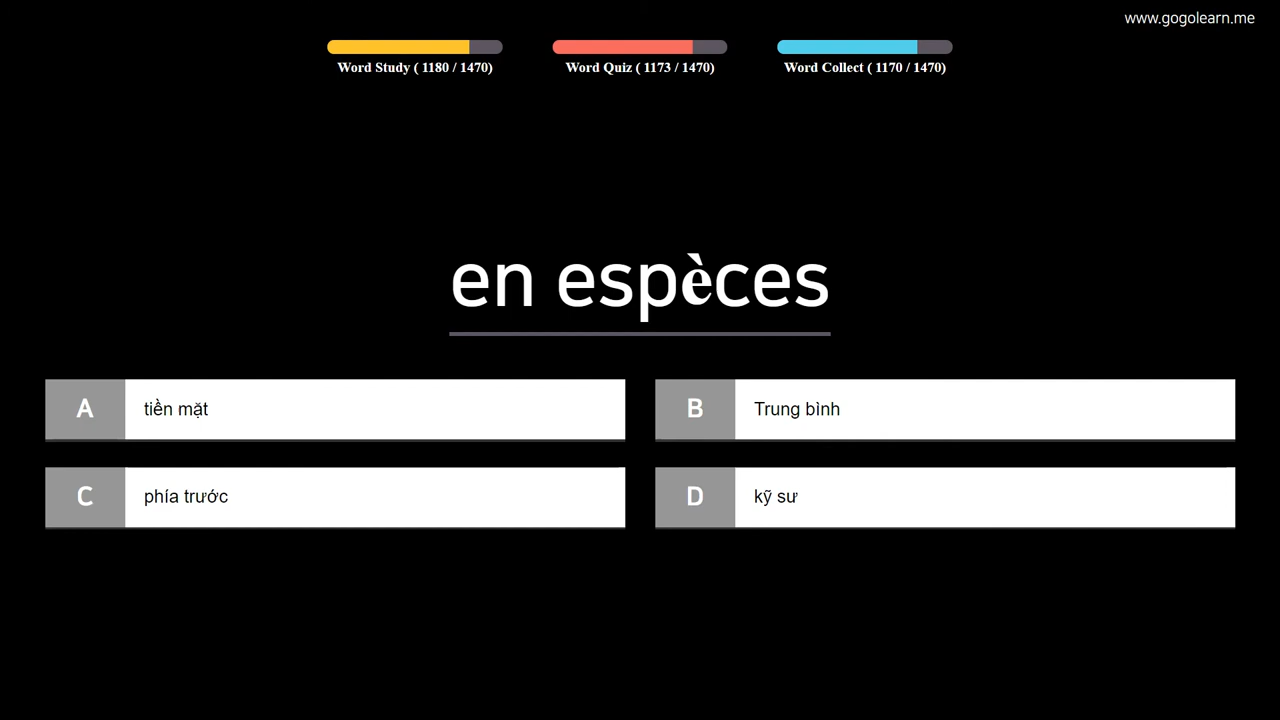 www.gogolearn.me
Word Study ( 1180 / 1470)
Word Quiz ( 1173 / 1470)
Word Collect ( 1170 / 1470)
en espèces
A tiền mặt
B Trung bình
C phía trước
D kỹ sư